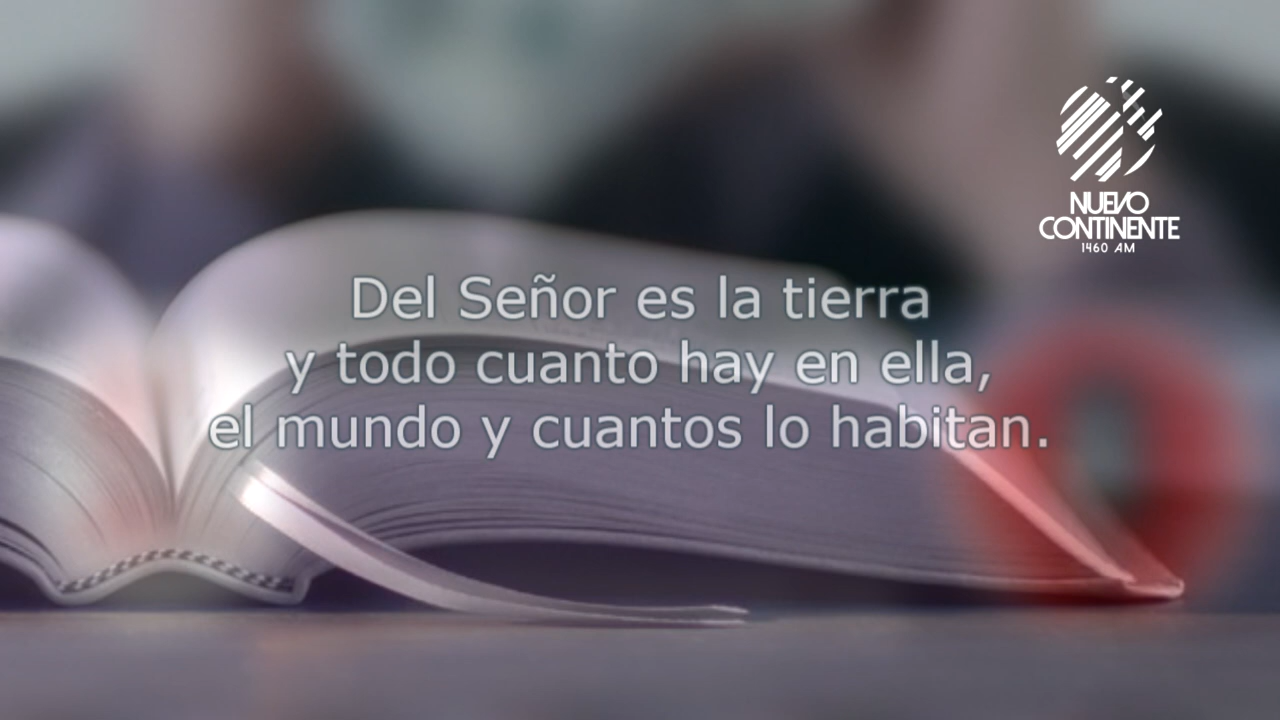 NUEVO
CONTINENTE
1460 AM
Del Señor es la tierra
y todo cuanto hay en ella,
el mundo y cuantos lo habitan.